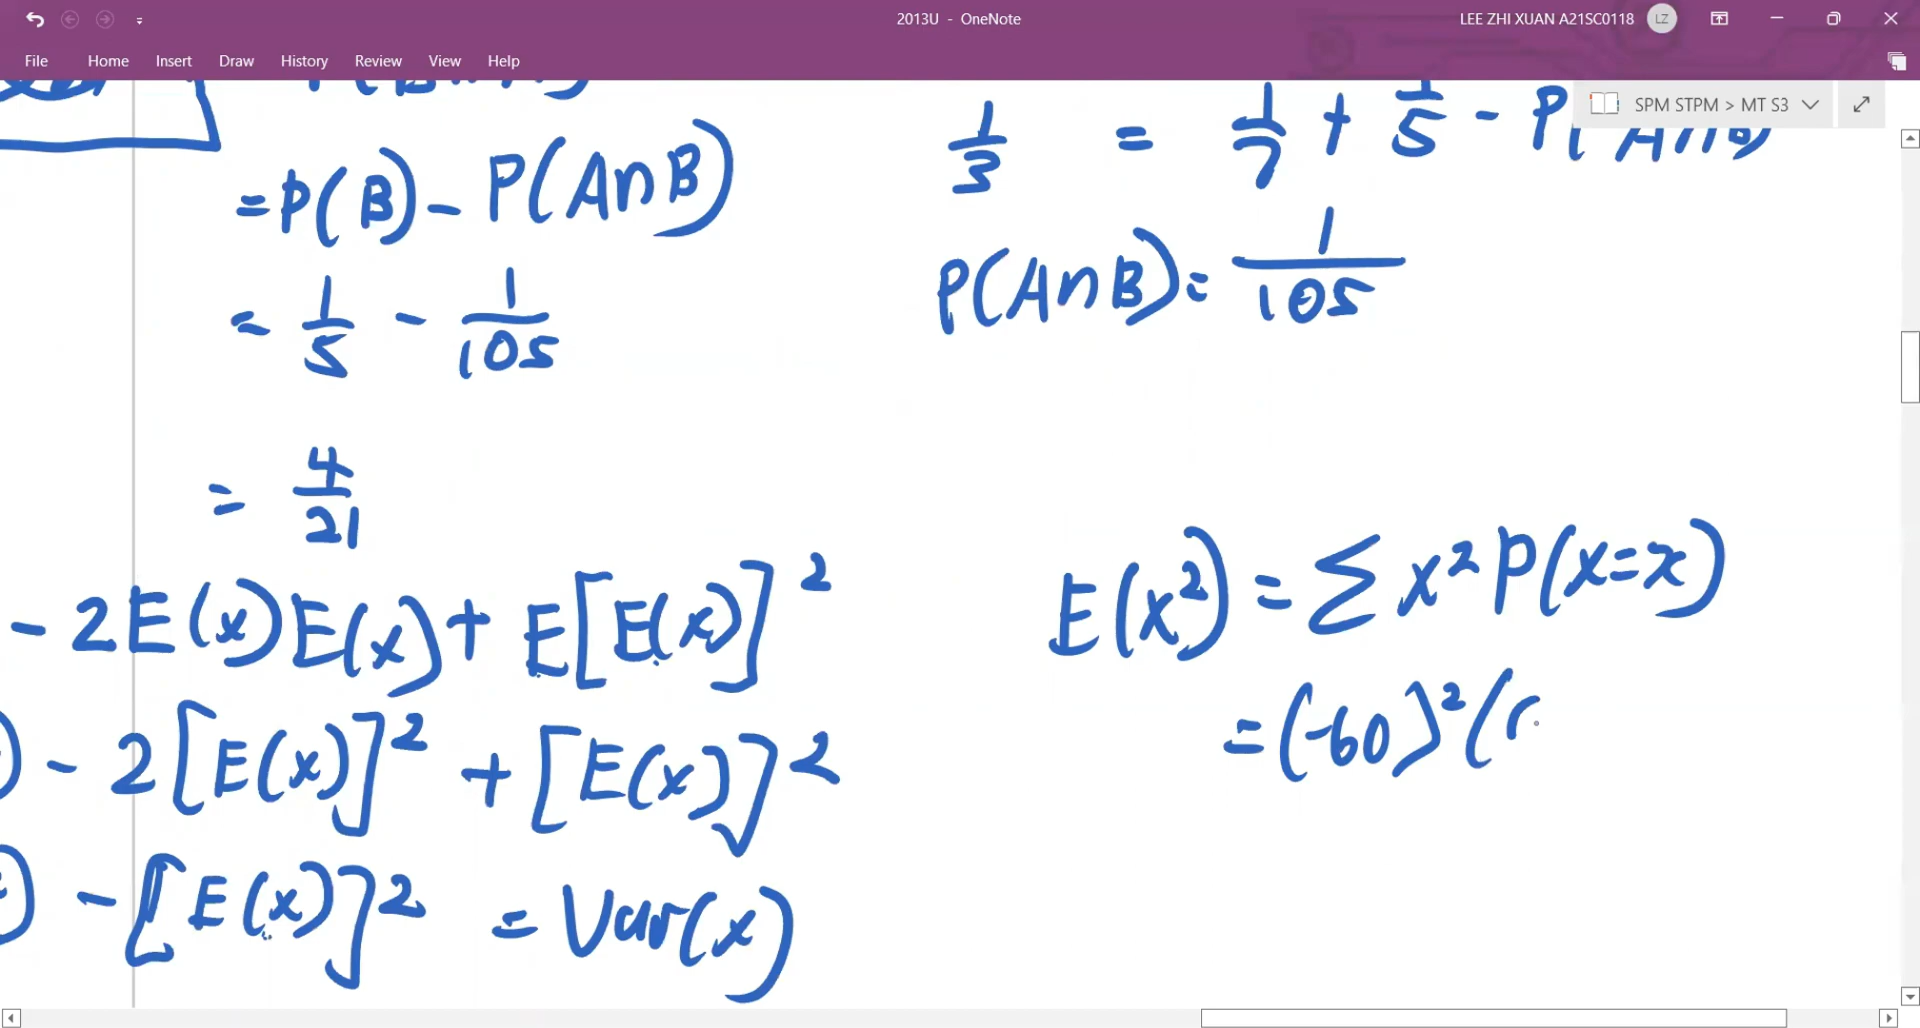 2013U - OneNote
LEE ZHI XUAN A21SC0118
LZ
File Home Insert Draw History Review View Help
SPM STPM > MT S3
= P(B) - P(A∩B)
= 1/5 - 1/105
= 4/21
1/3 = 1/7 + 1/5 - P(A∩B)
P(A∩B) = 1/105
- 2E(x)E(x) + E[E(x)]²
- 2[E(x)]² + [E(x)]²
- [E(x)]² = Var(x)
E(x²) = Σ x² P(x=x)
= (-60)² (